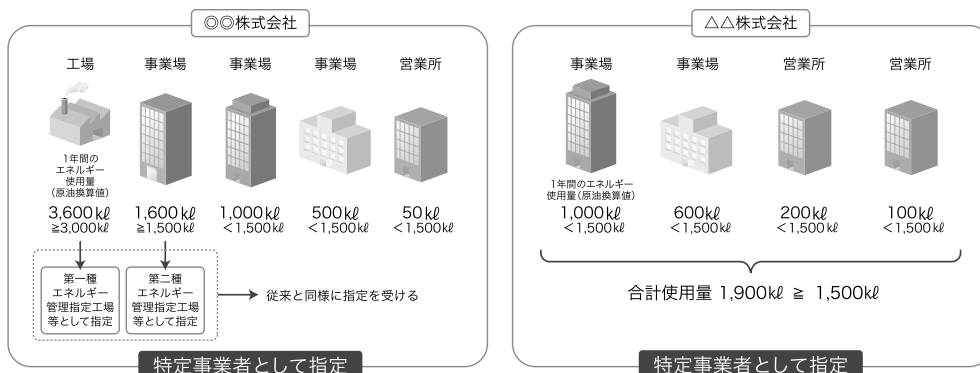 ◎◎株式会社
工場
事業場
事業場
事業場
営業所
1年間の
エネルギー
使用量
（原油換算値）
3,600kℓ
≧3,000kℓ
1,600kℓ
≧1,500kℓ
1,000kℓ
＜1,500kℓ
500kℓ
＜1,500kℓ
50kℓ
＜1,500kℓ
第一種
エネルギー
管理指定工場
等として指定
第二種
エネルギー
管理指定工場
等として指定
従来と同様に指定を受ける
特定事業者として指定
△△株式会社
事業場
事業場
営業所
営業所
1年間のエネルギー
使用量（原油換算値）
1,000kℓ
＜1,500kℓ
600kℓ
＜1,500kℓ
200kℓ
＜1,500kℓ
100kℓ
＜1,500kℓ
合計使用量 1,900kℓ ≧ 1,500kℓ
特定事業者として指定